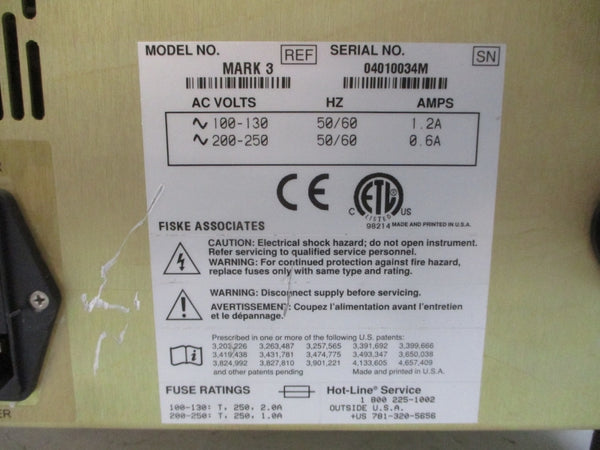 MODEL NO. REF SERIAL NO. SN
MARK 3 04010034M
AC VOLTS HZ AMPS
∿ 100-130 50/60 1.2A
∿ 200-250 50/60 0.6A
CE
C ETL US
LISTED
98214 MADE AND PRINTED IN U.S.A.
FISKE ASSOCIATES
CAUTION: Electrical shock hazard; do not open instrument.
Refer servicing to qualified service personnel.
WARNING: For continued protection against fire hazard,
replace fuses only with same type and rating.
WARNING: Disconnect supply before servicing.
AVERTISSEMENT: Coupez l'alimentation avant l'entretien
et le dépannage.
Prescribed in one or more of the following U.S. patents:
3,203,226 3,263,487 3,257,565 3,391,692 3,399,666
3,419,438 3,431,781 3,474,775 3,493,347 3,650,038
3,824,992 3,827,810 3,901,221 4,133,605 4,657,409
and other patents pending Made and printed in U.S.A.
FUSE RATINGS Hot-Line® Service
1 800 225-1002
100-130: T, 250, 2.0A OUTSIDE U.S.A.
200-250: T, 250, 1.0A +US 781-320-5656
ER